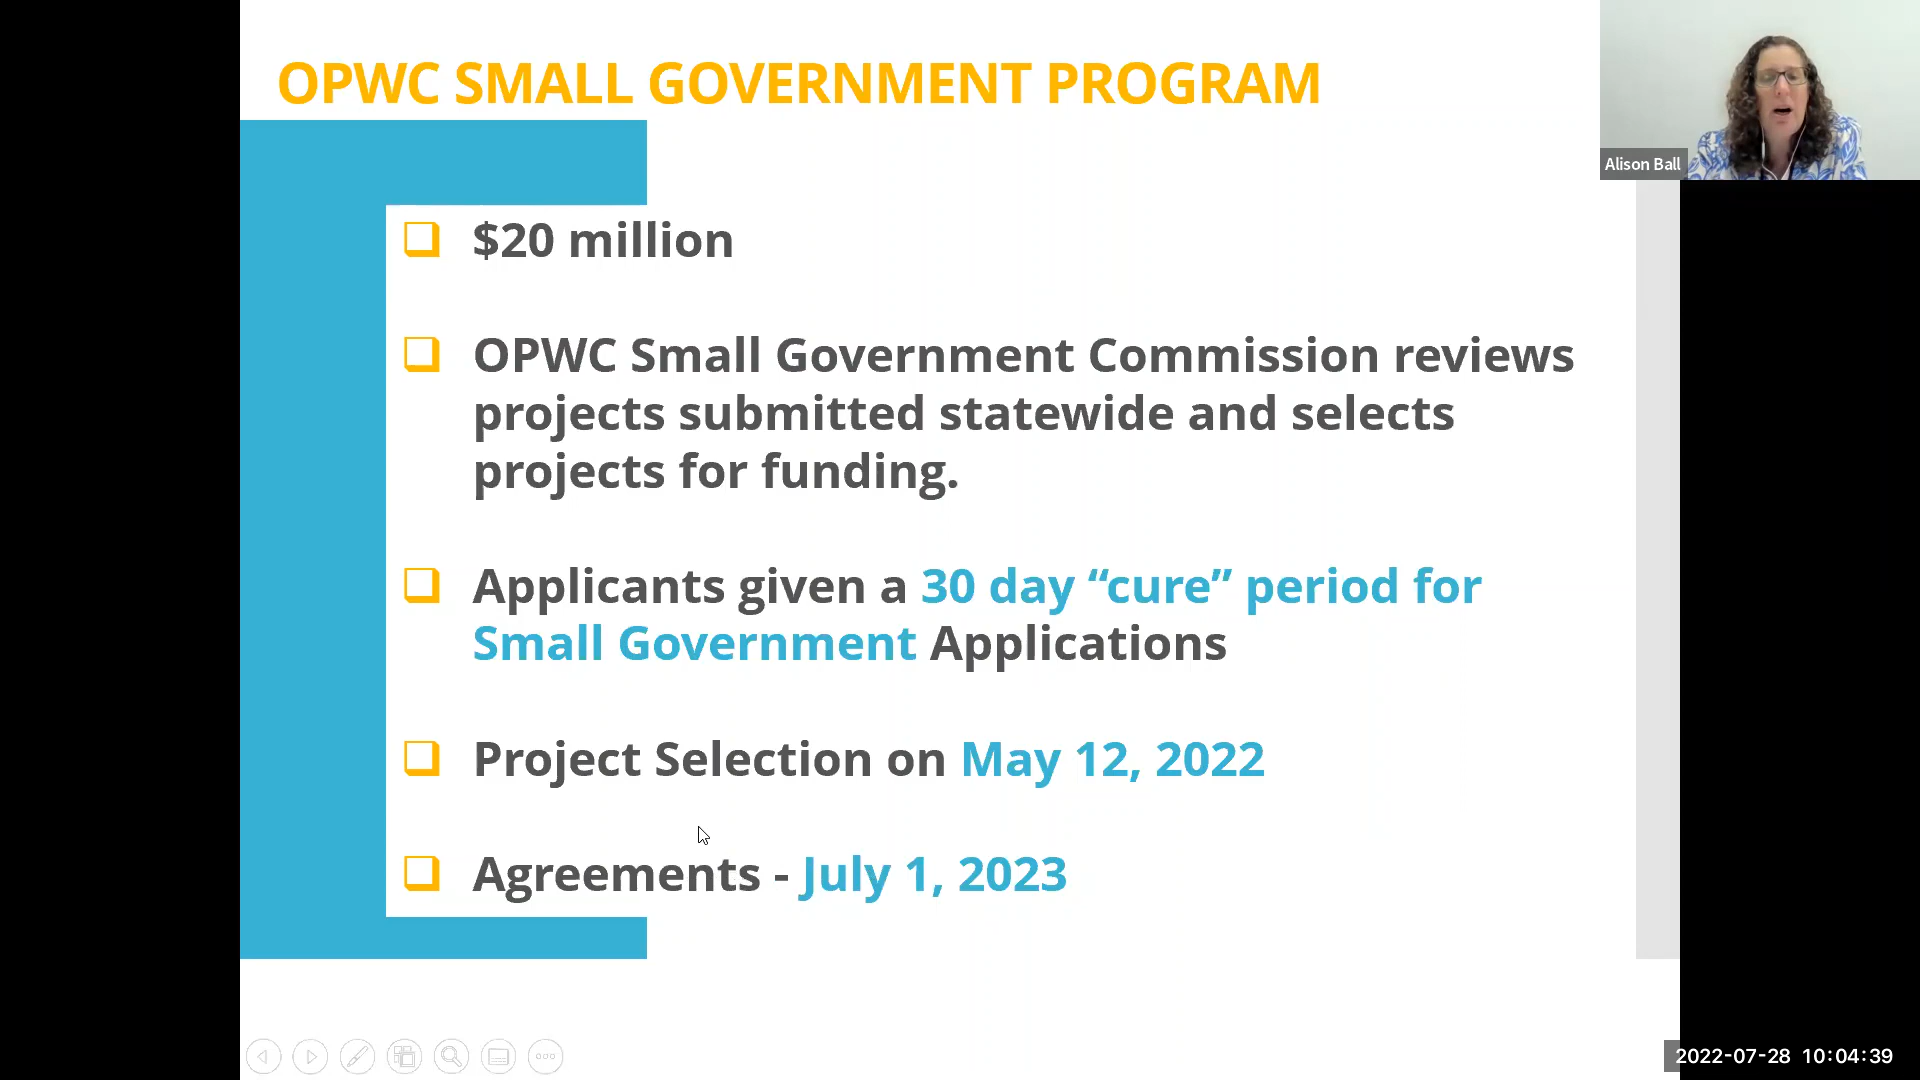 OPWC SMALL GOVERNMENT PROGRAM
Alison Ball
$20 million
OPWC Small Government Commission reviews
projects submitted statewide and selects
projects for funding.
Applicants given a 30 day “cure” period for
Small Government Applications
Project Selection on May 12, 2022
Agreements - July 1, 2023
2022-07-28 10:04:39